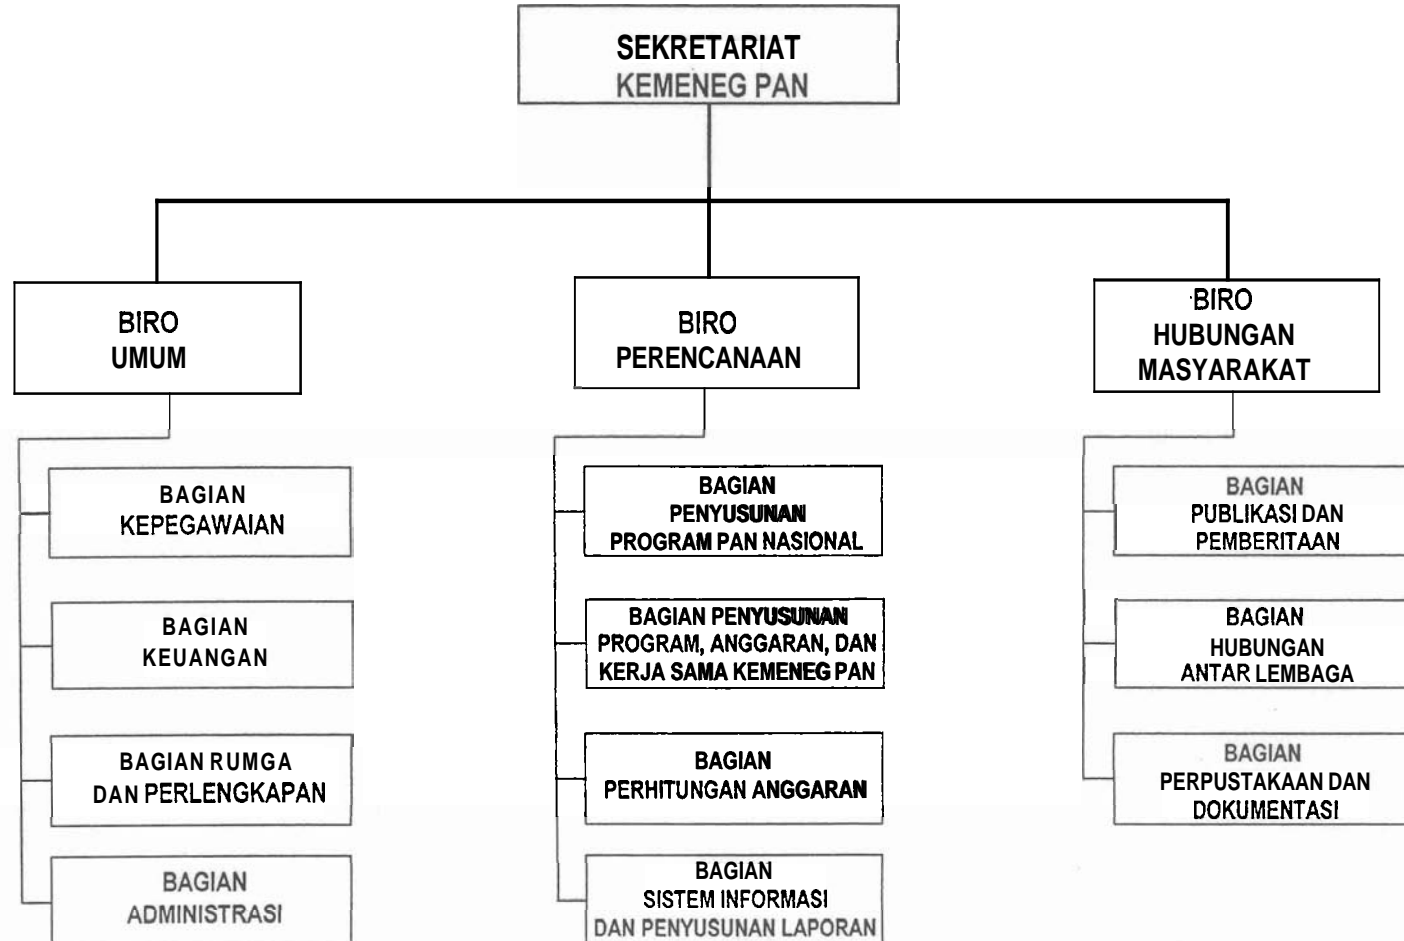 SEKRETARIAT
KEMENEG PAN
BIRO
UMUM
BIRO
PERENCANAAN
BIRO
HUBUNGAN
MASYARAKAT
BAGIAN
KEPEGAWAIAN
BAGIAN
KEUANGAN
BAGIAN RUMGA
DAN PERLENGKAPAN
BAGIAN
ADMINISTRASI
BAGIAN
PENYUSUNAN
PROGRAM PAN NASIONAL
BAGIAN PENYUSUNAN
PROGRAM, ANGGARAN, DAN
KERJA SAMA KEMENEG PAN
BAGIAN
PERHITUNGAN ANGGARAN
BAGIAN
SISTEM INFORMASI
DAN PENYUSUNAN LAPORAN
BAGIAN
PUBLIKASI DAN
PEMBERITAAN
BAGIAN
HUBUNGAN
ANTAR LEMBAGA
BAGIAN
PERPUSTAKAAN DAN
DOKUMENTASI